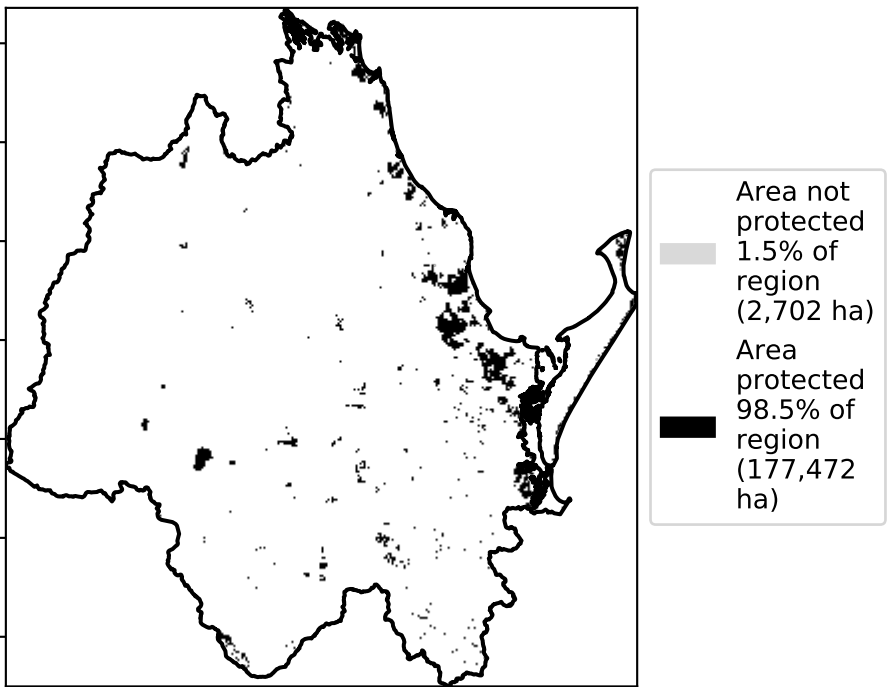 Area not
protected
1.5% of
region
(2,702 ha)
Area
protected
98.5% of
region
(177,472
ha)